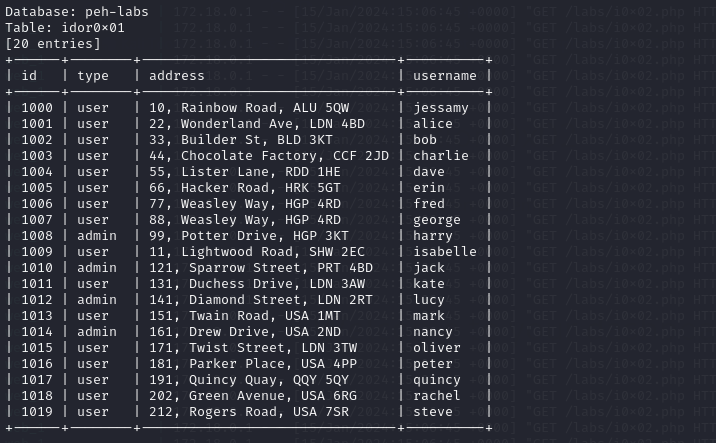 Database: peh-labs
Table: idor0×01
[20 entries]
| id | type | address | username |
| 1000 | user | 10, Rainbow Road, ALU 5QW | jessamy |
| 1001 | user | 22, Wonderland Ave, LDN 4BD | alice |
| 1002 | user | 33, Builder St, BLD 3KT | bob |
| 1003 | user | 44, Chocolate Factory, CCF 2JD | charlie |
| 1004 | user | 55, Lister Lane, RDD 1HE | dave |
| 1005 | user | 66, Hacker Road, HRK 5GT | erin |
| 1006 | user | 77, Weasley Way, HGP 4RD | fred |
| 1007 | user | 88, Weasley Way, HGP 4RD | george |
| 1008 | admin | 99, Potter Drive, HGP 3KT | harry |
| 1009 | user | 11, Lightwood Road, SHW 2EC | isabelle |
| 1010 | admin | 121, Sparrow Street, PRT 4BD | jack |
| 1011 | user | 131, Duchess Drive, LDN 3AW | kate |
| 1012 | admin | 141, Diamond Street, LDN 2RT | lucy |
| 1013 | user | 151, Twain Road, USA 1MT | mark |
| 1014 | admin | 161, Drew Drive, USA 2ND | nancy |
| 1015 | user | 171, Twist Street, LDN 3TW | oliver |
| 1016 | user | 181, Parker Place, USA 4PP | peter |
| 1017 | user | 191, Quincy Quay, QQY 5QY | quincy |
| 1018 | user | 202, Green Avenue, USA 6RG | rachel |
| 1019 | user | 212, Rogers Road, USA 7SR | steve |